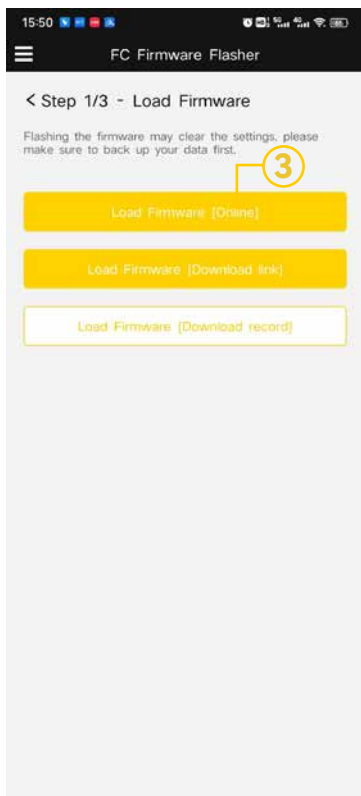 15:50
FC Firmware Flasher
< Step 1/3 - Load Firmware
Flashing the firmware may clear the settings, please
make sure to back up your data first.
3
Load Firmware [Online]
Load Firmware [Download link]
Load Firmware [Download record]